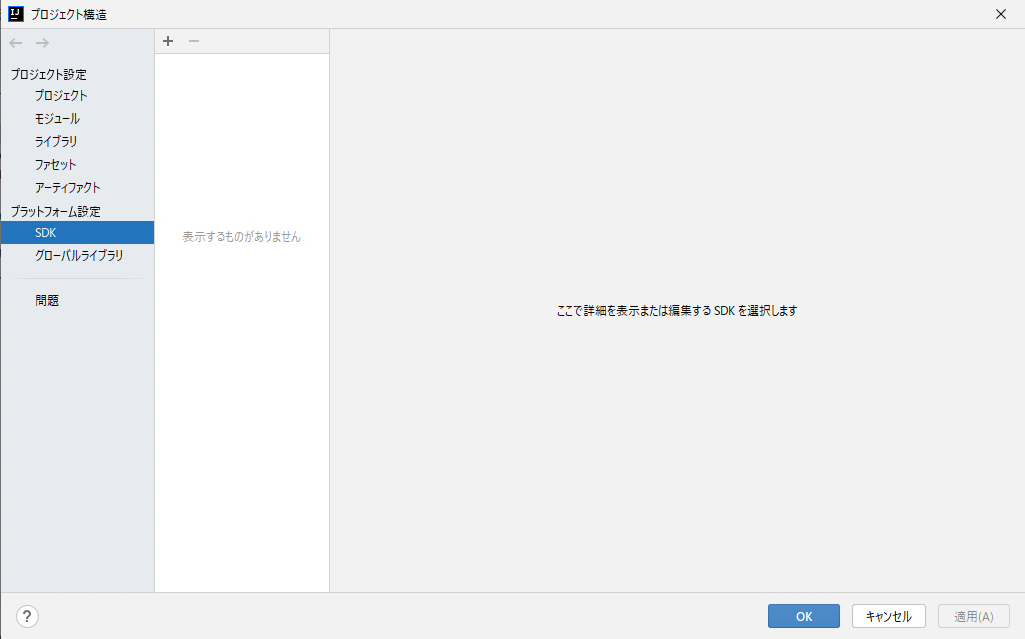 プロジェクト構造
プロジェクト設定
プロジェクト
モジュール
ライブラリ
ファセット
アーティファクト
プラットフォーム設定
SDK
グローバルライブラリ
問題
表示するものがありません
ここで詳細を表示または編集する SDK を選択します
?
OK
キャンセル
適用(A)